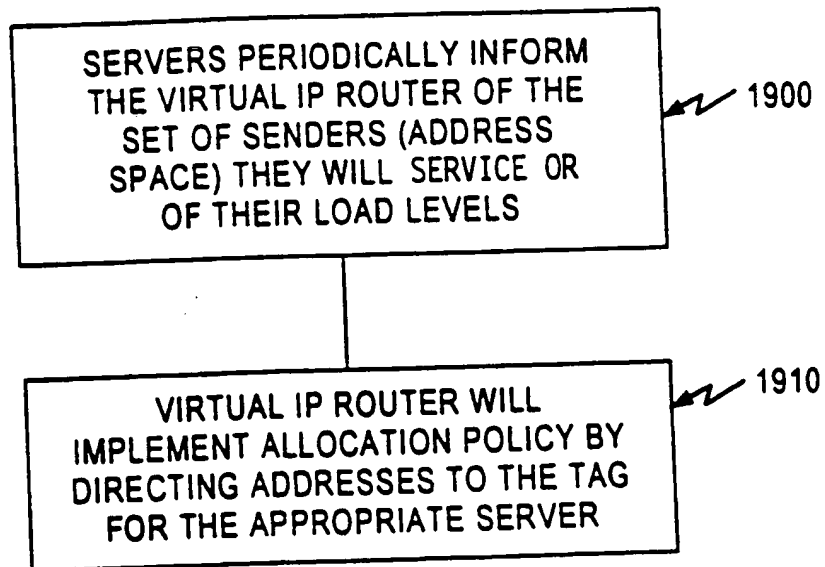 SERVERS PERIODICALLY INFORM
THE VIRTUAL IP ROUTER OF THE
SET OF SENDERS (ADDRESS
SPACE) THEY WILL SERVICE OR
OF THEIR LOAD LEVELS
1900
VIRTUAL IP ROUTER WILL
IMPLEMENT ALLOCATION POLICY BY
DIRECTING ADDRESSES TO THE TAG
FOR THE APPROPRIATE SERVER
1910